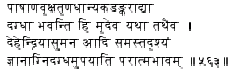 पाषाणवृक्षतृणधान्यकडङ्कराद्या
दग्धा भवन्ति हि मृदेव यथा तथैव ।
देहेन्द्रियासुमन आदि समस्तदृश्यं
ज्ञानाग्निदग्धमुपयाति परात्मभावम् ॥ ५६३॥